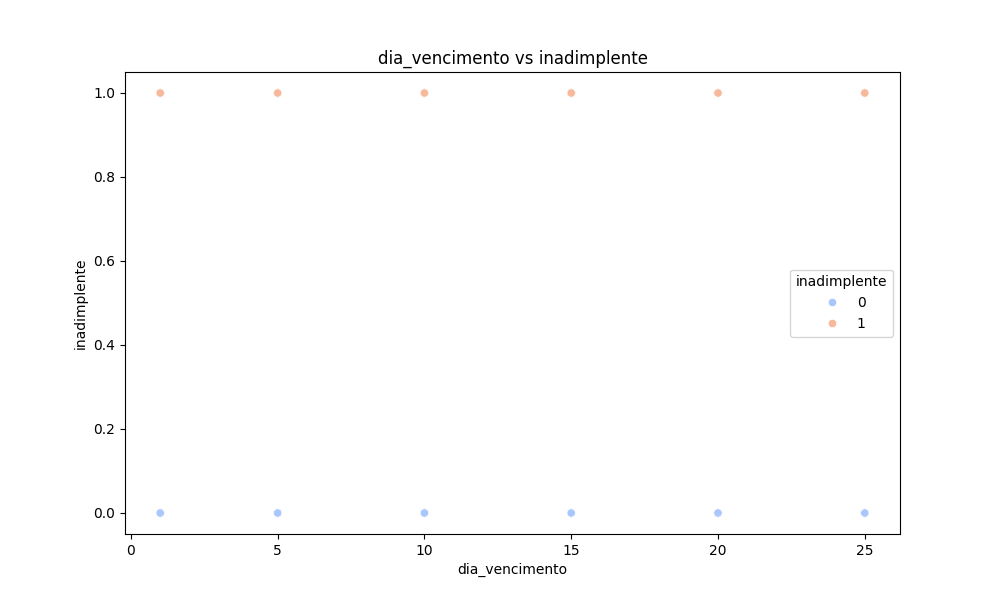 dia_vencimento vs inadimplente
1.0
0.8
0.6
0.4
0.2
0.0
inadimplente
inadimplente
0
1
0 5 10 15 20 25
dia_vencimento